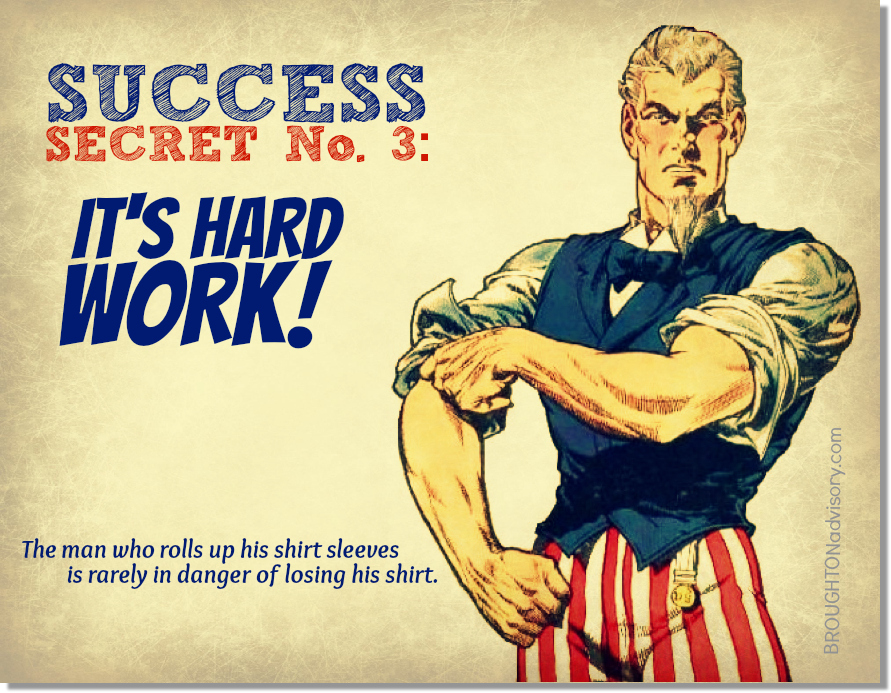 SUCCESS
SECRET No. 3:
IT'S HARD
WORK!
The man who rolls up his shirt sleeves
is rarely in danger of losing his shirt.
BROUGHTONadvisory.com